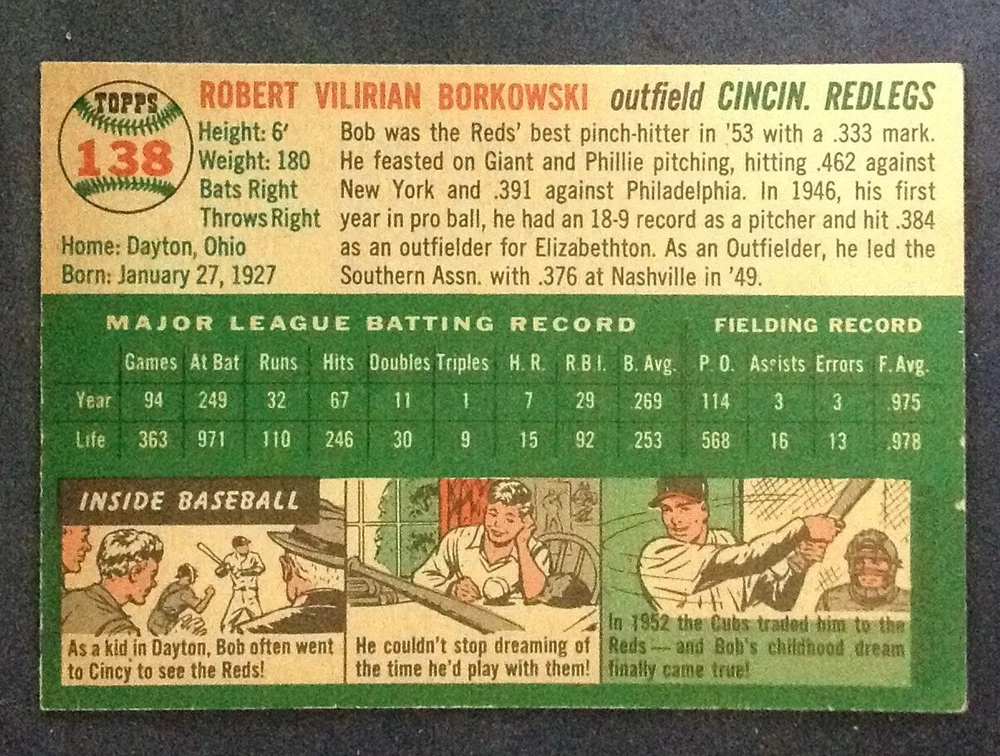 TOPPS
138
ROBERT VILIRIAN BORKOWSKI outfield CINCIN. REDLEGS
Height: 6′
Weight: 180
Bats Right
Throws Right
Home: Dayton, Ohio
Born: January 27, 1927
Bob was the Reds' best pinch-hitter in '53 with a .333 mark.
He feasted on Giant and Phillie pitching, hitting .462 against
New York and .391 against Philadelphia. In 1946, his first
year in pro ball, he had an 18-9 record as a pitcher and hit .384
as an outfielder for Elizabethton. As an Outfielder, he led the
Southern Assn. with .376 at Nashville in '49.
MAJOR LEAGUE BATTING RECORD FIELDING RECORD
Games At Bat Runs Hits Doubles Triples H. R. R.B.I. B. Avg. P. O. Assists Errors F. Avg.
Year 94 249 32 67 11 1 7 29 .269 114 3 3 .975
Life 363 971 110 246 30 9 15 92 .253 568 16 13 .978
INSIDE BASEBALL
As a kid in Dayton, Bob often went
to Cincy to see the Reds!
He couldn't stop dreaming of
the time he'd play with them!
In 1952 the Cubs traded him to the
Reds — and Bob's childhood dream
finally came true!